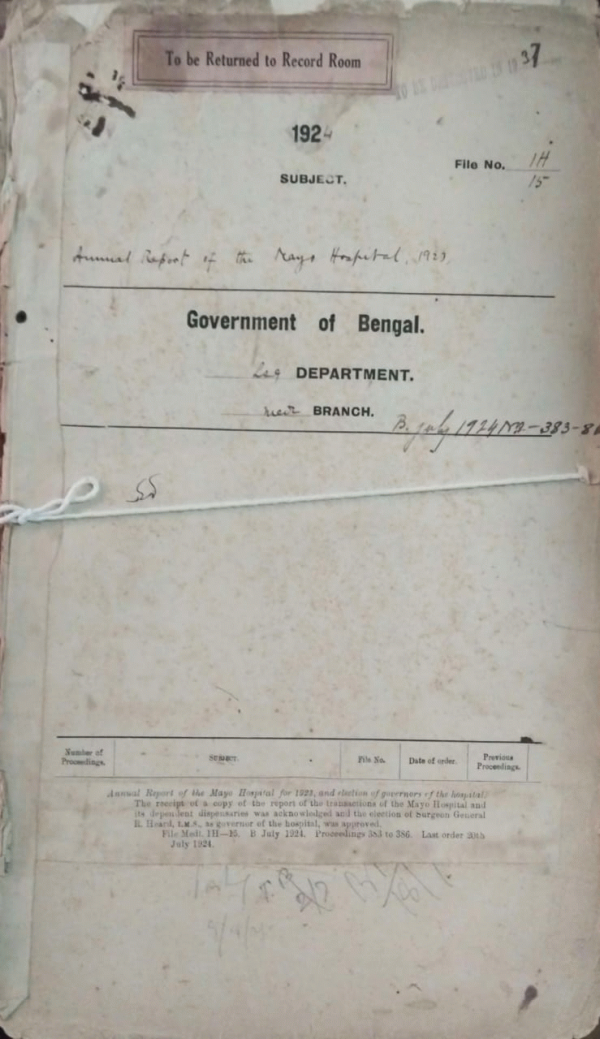 To be Returned to Record Room
37
1924
File No. 1H
15
SUBJECT.
Annual Report of the Mayo Hospital, 1923.
Government of Bengal.
DEPARTMENT.
BRANCH.
B. July 1924 No-383-86
Number of Proceedings.
SUBJECT.
File No.
Date of order.
Previous Proceedings.
Annual Report of the Mayo Hospital for 1923, and election of governors of the hospital.
The receipt of a copy of the report of the transactions of the Mayo Hospital and
its dependent dispensaries was acknowledged and the election of Surgeon General
R. Heard, I.M.S., as governor of the hospital, was approved.
File Medl. 1H—15. B July 1924. Proceedings 383 to 386. Last order 20th
July 1924.